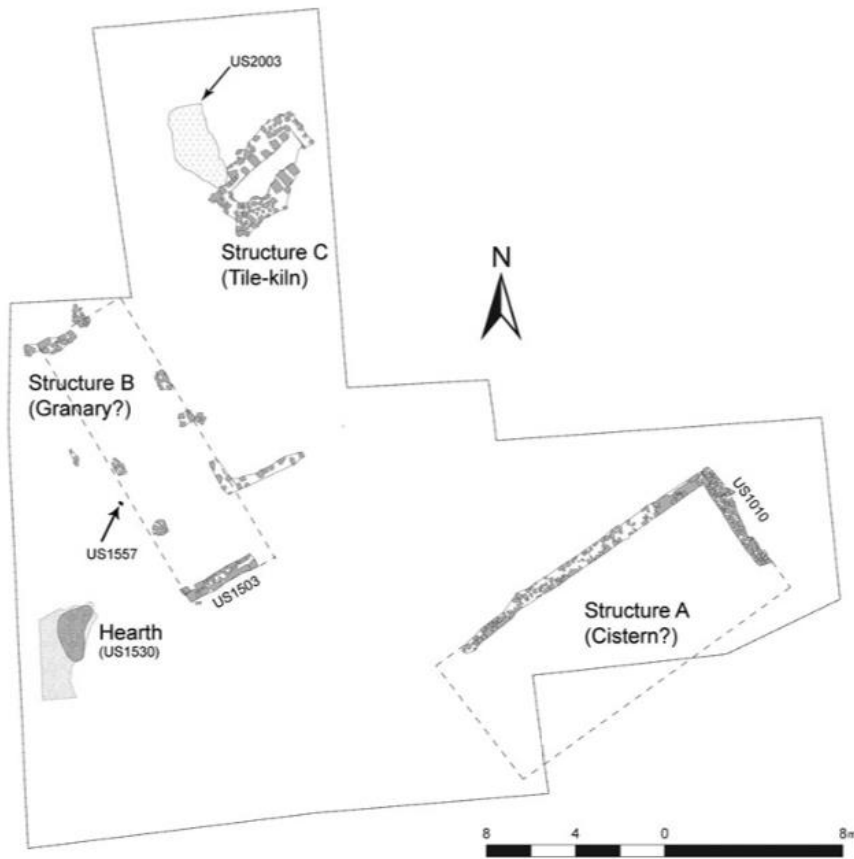 US2003
Structure C
(Tile-kiln)
N
Structure B
(Granary?)
US1010
US1557
US1503
Structure A
(Cistern?)
Hearth
(US1530)
8 4 0 8m